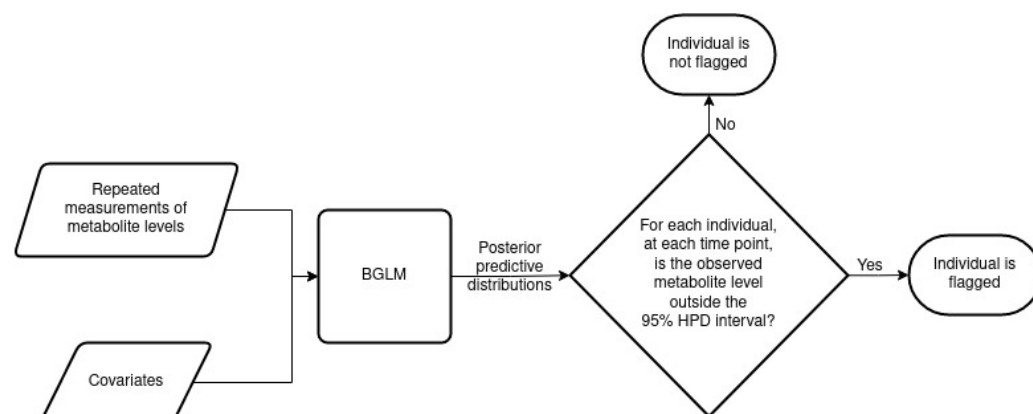 Individual is
not flagged
No
Repeated
measurements of
metabolite levels
BGLM
Posterior
predictive
distributions
For each individual,
at each time point,
is the observed
metabolite level
outside the
95% HPD interval?
Yes
Individual is
flagged
Covariates